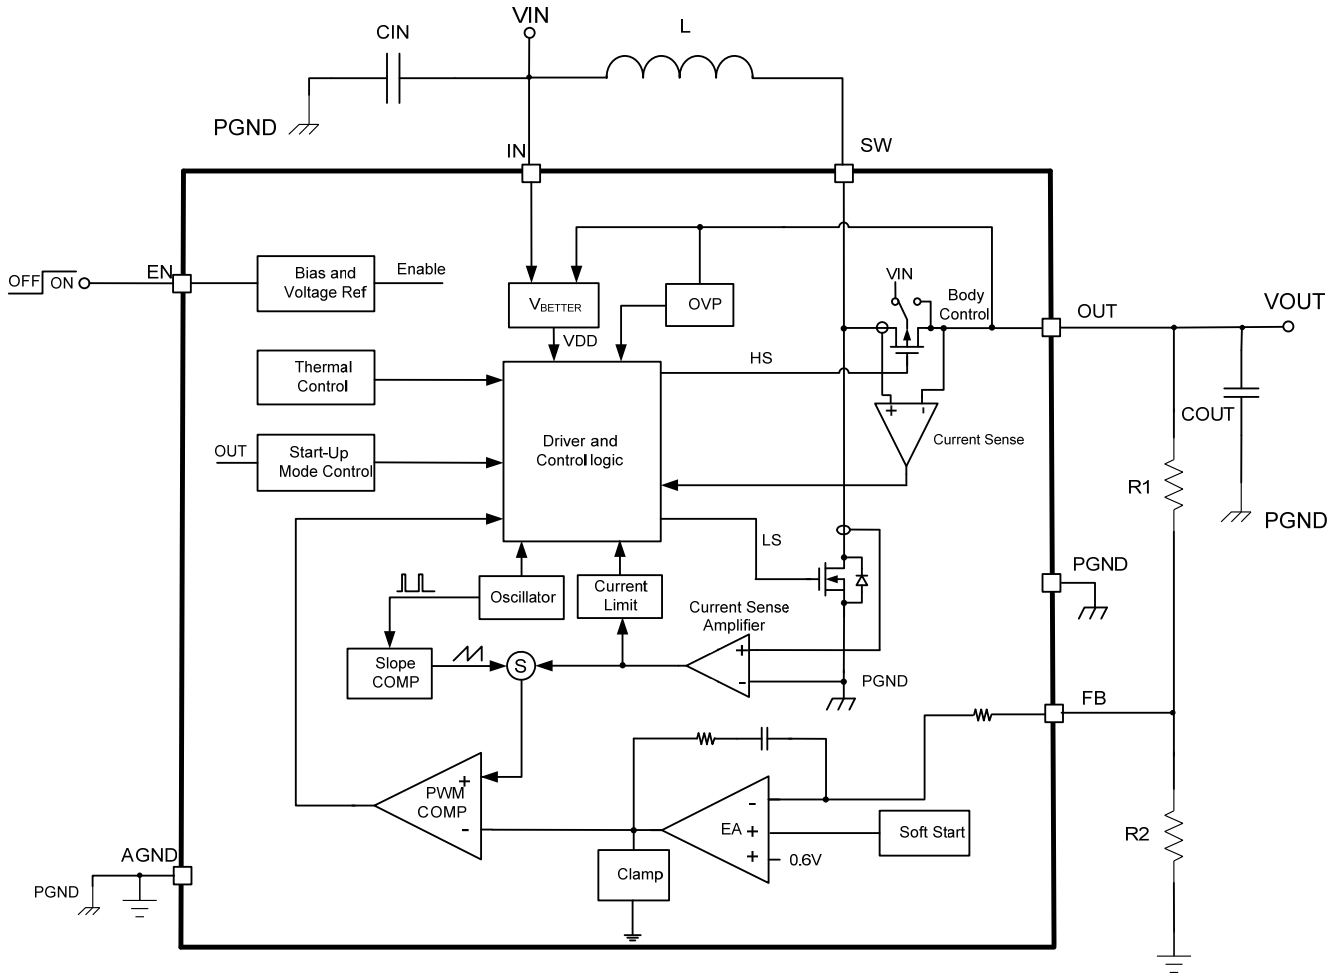 VIN
CIN
L
PGND
IN
SW
EN
OFF
ON
Bias and
Voltage Ref
Enable
VBETTER
OVP
VIN
Body
Control
OUT
VOUT
VDD
Thermal
Control
HS
COUT
+
-
Current Sense
OUT
Start-Up
Mode Control
Driver and
Control logic
R1
PGND
LS
PGND
Oscillator
Current
Limit
Current Sense
Amplifier
Slope
COMP
S
+
-
PGND
FB
PWM
COMP
+
-
EA
-
+
+
0.6V
Soft Start
R2
AGND
PGND
Clamp